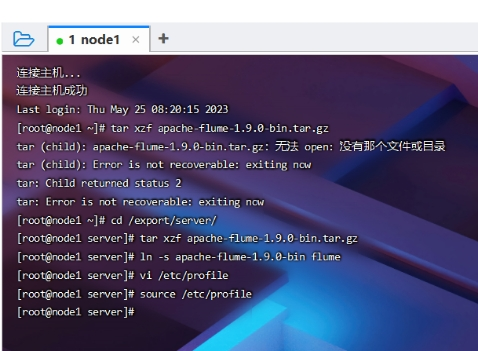 1 node1
连接主机...
连接主机成功
Last login: Thu May 25 08:20:15 2023
[root@node1 ~]# tar xzf apache-flume-1.9.0-bin.tar.gz
tar (child): apache-flume-1.9.0-bin.tar.gz: 无法 open: 没有那个文件或目录
tar (child): Error is not recoverable: exiting now
tar: Child returned status 2
tar: Error is not recoverable: exiting now
[root@node1 ~]# cd /export/server/
[root@node1 server]# tar xzf apache-flume-1.9.0-bin.tar.gz
[root@node1 server]# ln -s apache-flume-1.9.0-bin flume
[root@node1 server]# vi /etc/profile
[root@node1 server]# source /etc/profile
[root@node1 server]#